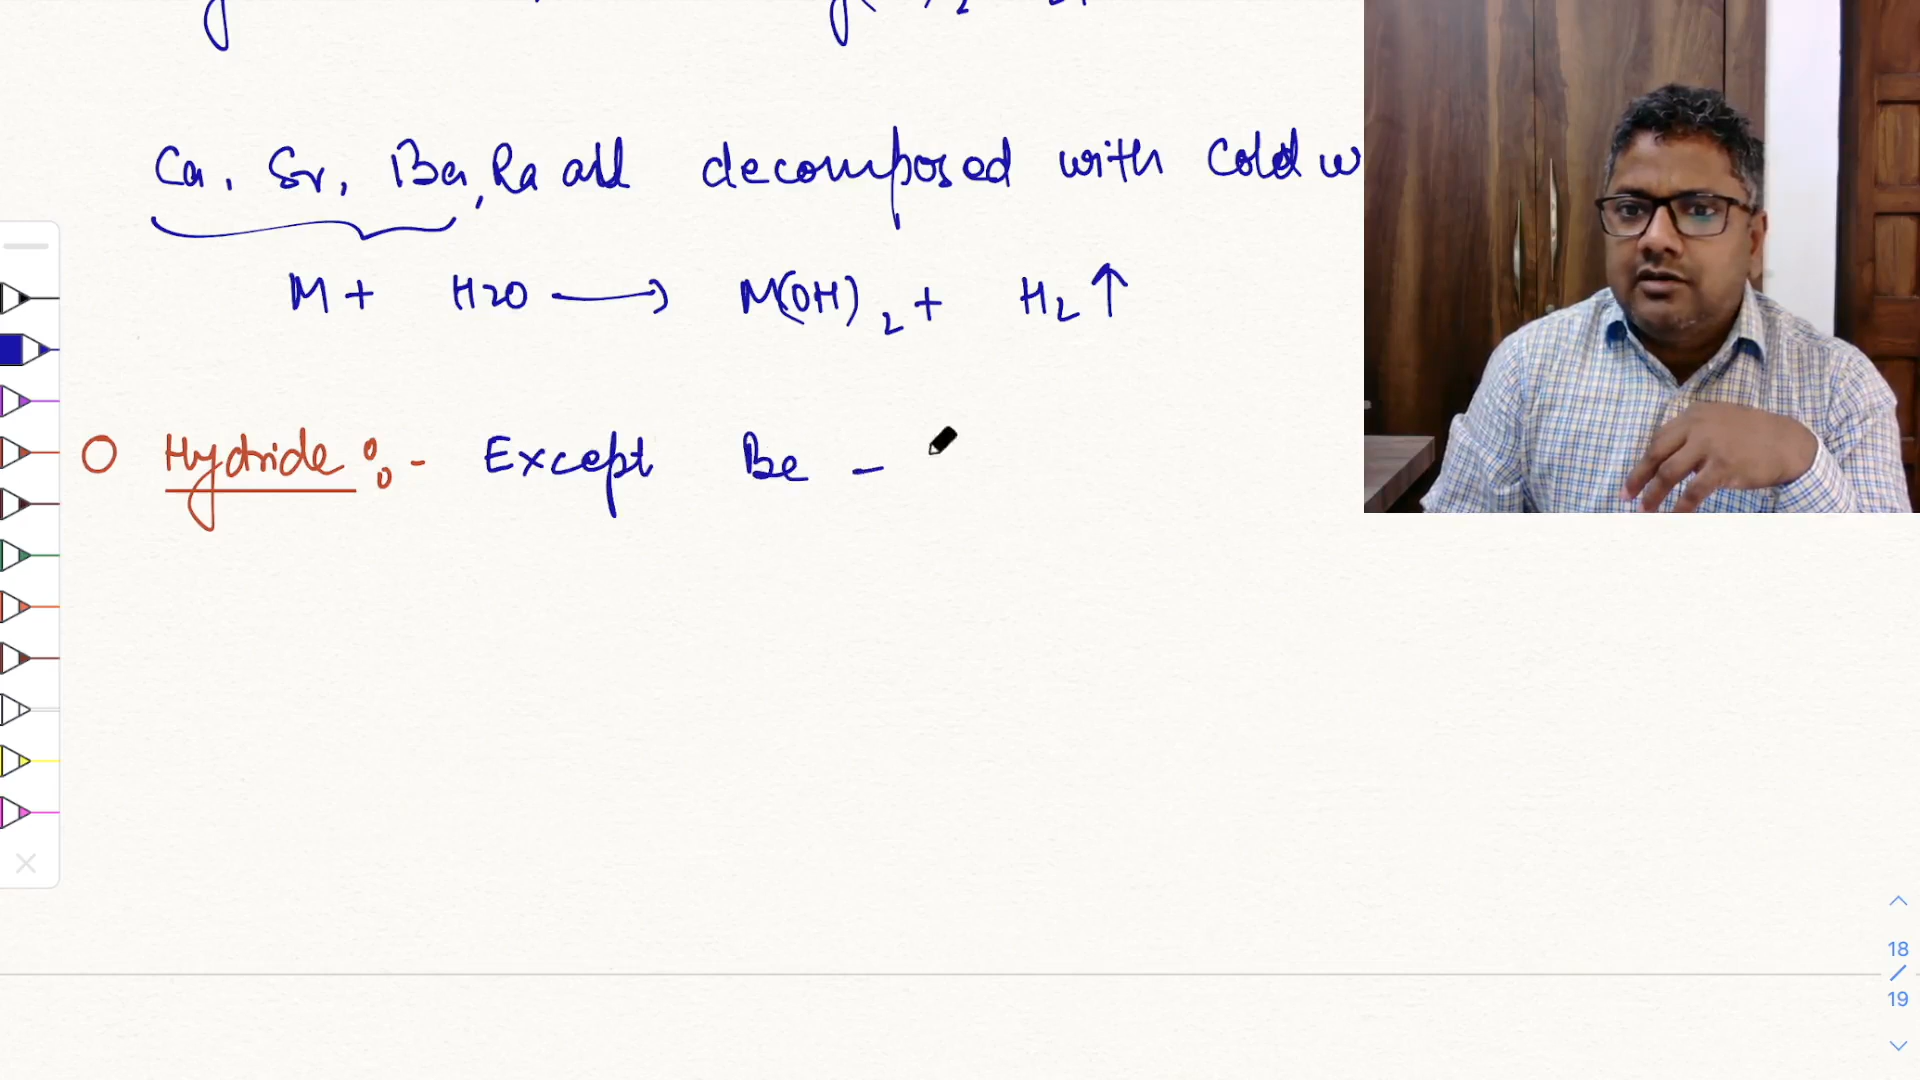 Ca, Sr, Ba, Ra all decomposed with Cold w
M + H2O → M(OH)2 + H2 ↑
O Hydride :- Except Be -
18
/
19